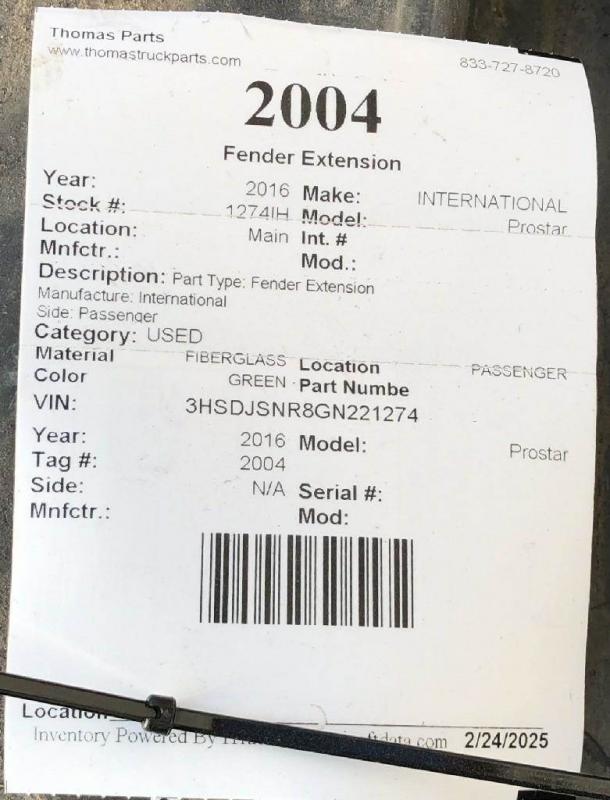 Thomas Parts
www.thomastruckparts.com 833-727-8720
2004
Fender Extension
Year: 2016 Make: INTERNATIONAL
Stock #: 1274IH Model: Prostar
Location: Main Int. #
Mnfctr.: Mod.:
Description: Part Type: Fender Extension
Manufacture: International
Side: Passenger
Category: USED
Material FIBERGLASS Location PASSENGER
Color GREEN Part Numbe
VIN: 3HSDJSNR8GN221274
Year: 2016 Model: Prostar
Tag #: 2004
Side: N/A Serial #:
Mnfctr.: Mod:
Location
Inventory Powered By data.com 2/24/2025